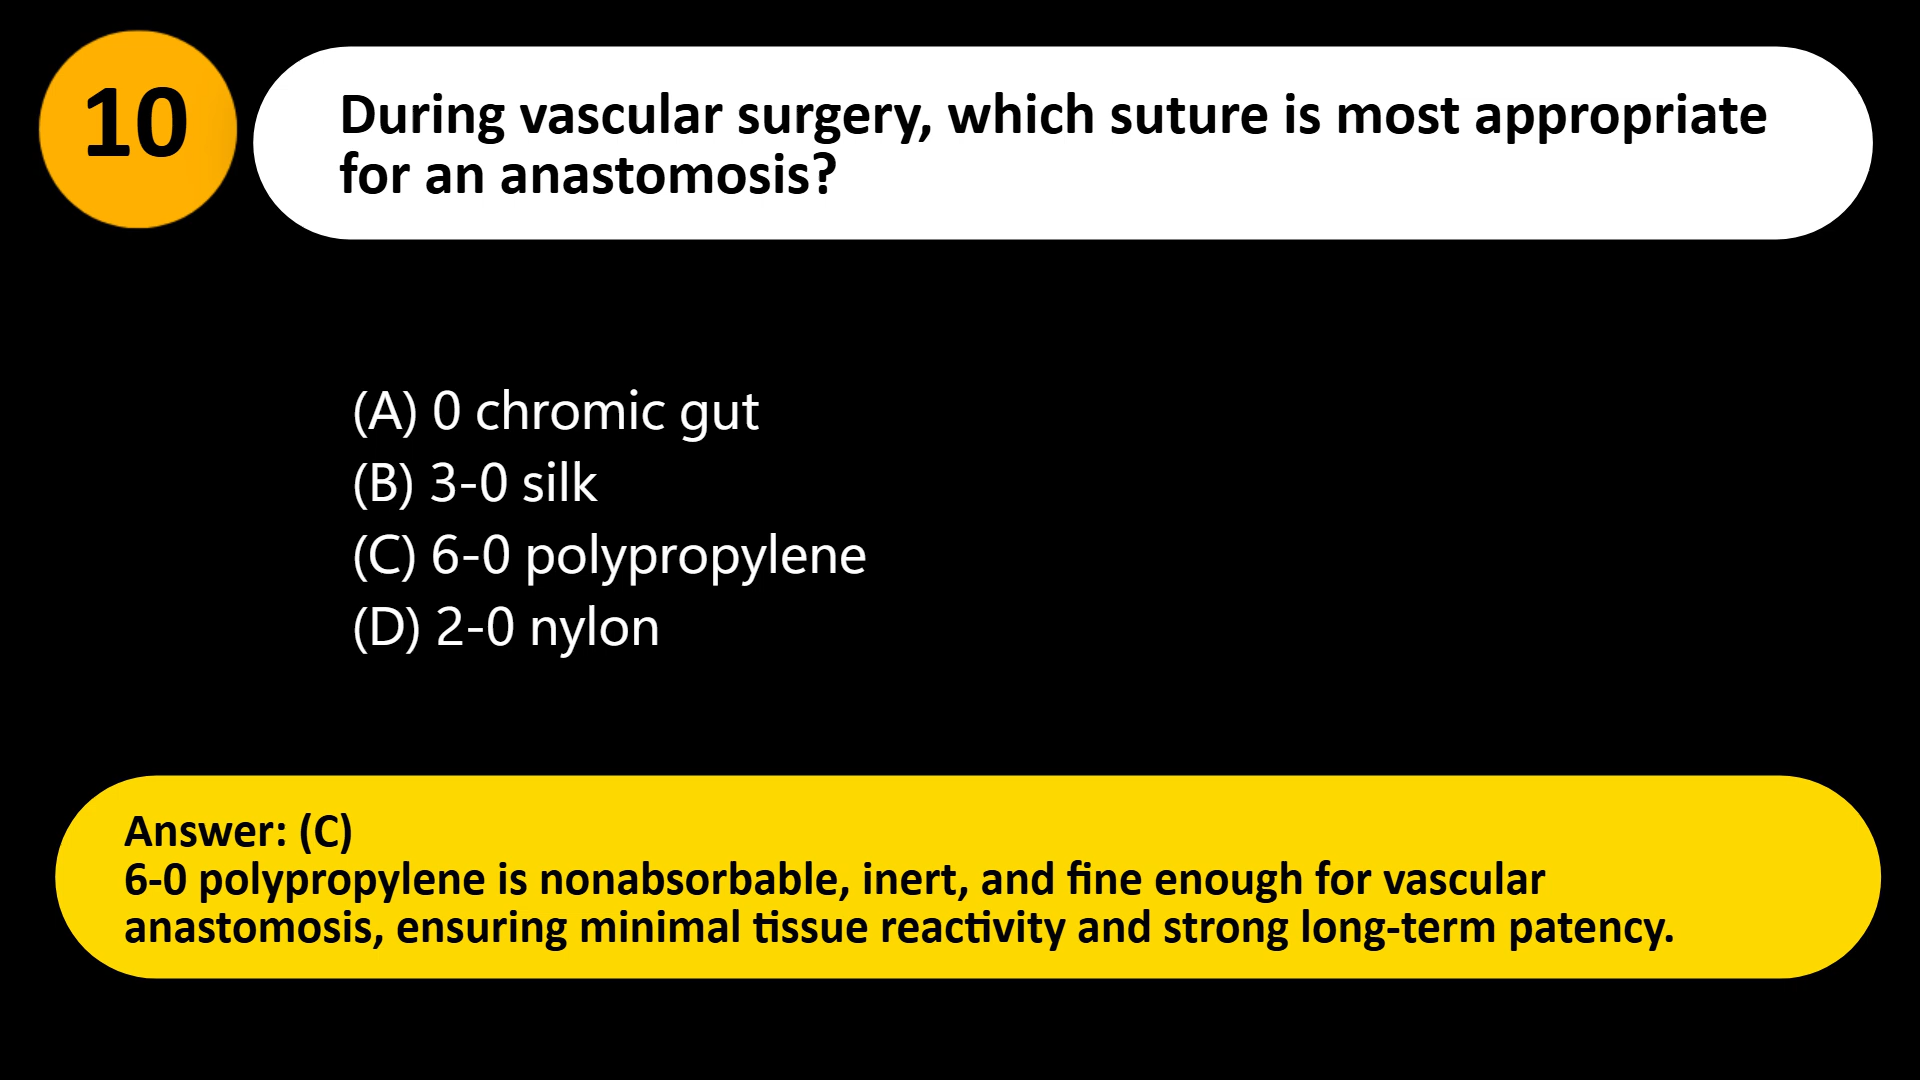 10
During vascular surgery, which suture is most appropriate
for an anastomosis?
(A) 0 chromic gut
(B) 3-0 silk
(C) 6-0 polypropylene
(D) 2-0 nylon
Answer: (C)
6-0 polypropylene is nonabsorbable, inert, and fine enough for vascular
anastomosis, ensuring minimal tissue reactivity and strong long-term patency.